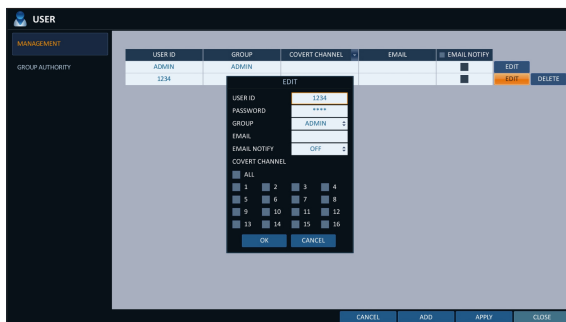 USER
MANAGEMENT
GROUP AUTHORITY
USER ID GROUP COVERT CHANNEL EMAIL EMAIL NOTIFY
ADMIN ADMIN EDIT
1234 EDIT DELETE
EDIT
USER ID 1234
PASSWORD ****
GROUP ADMIN
EMAIL
EMAIL NOTIFY OFF
COVERT CHANNEL
ALL
1 2 3 4
5 6 7 8
9 10 11 12
13 14 15 16
OK CANCEL
CANCEL ADD APPLY CLOSE